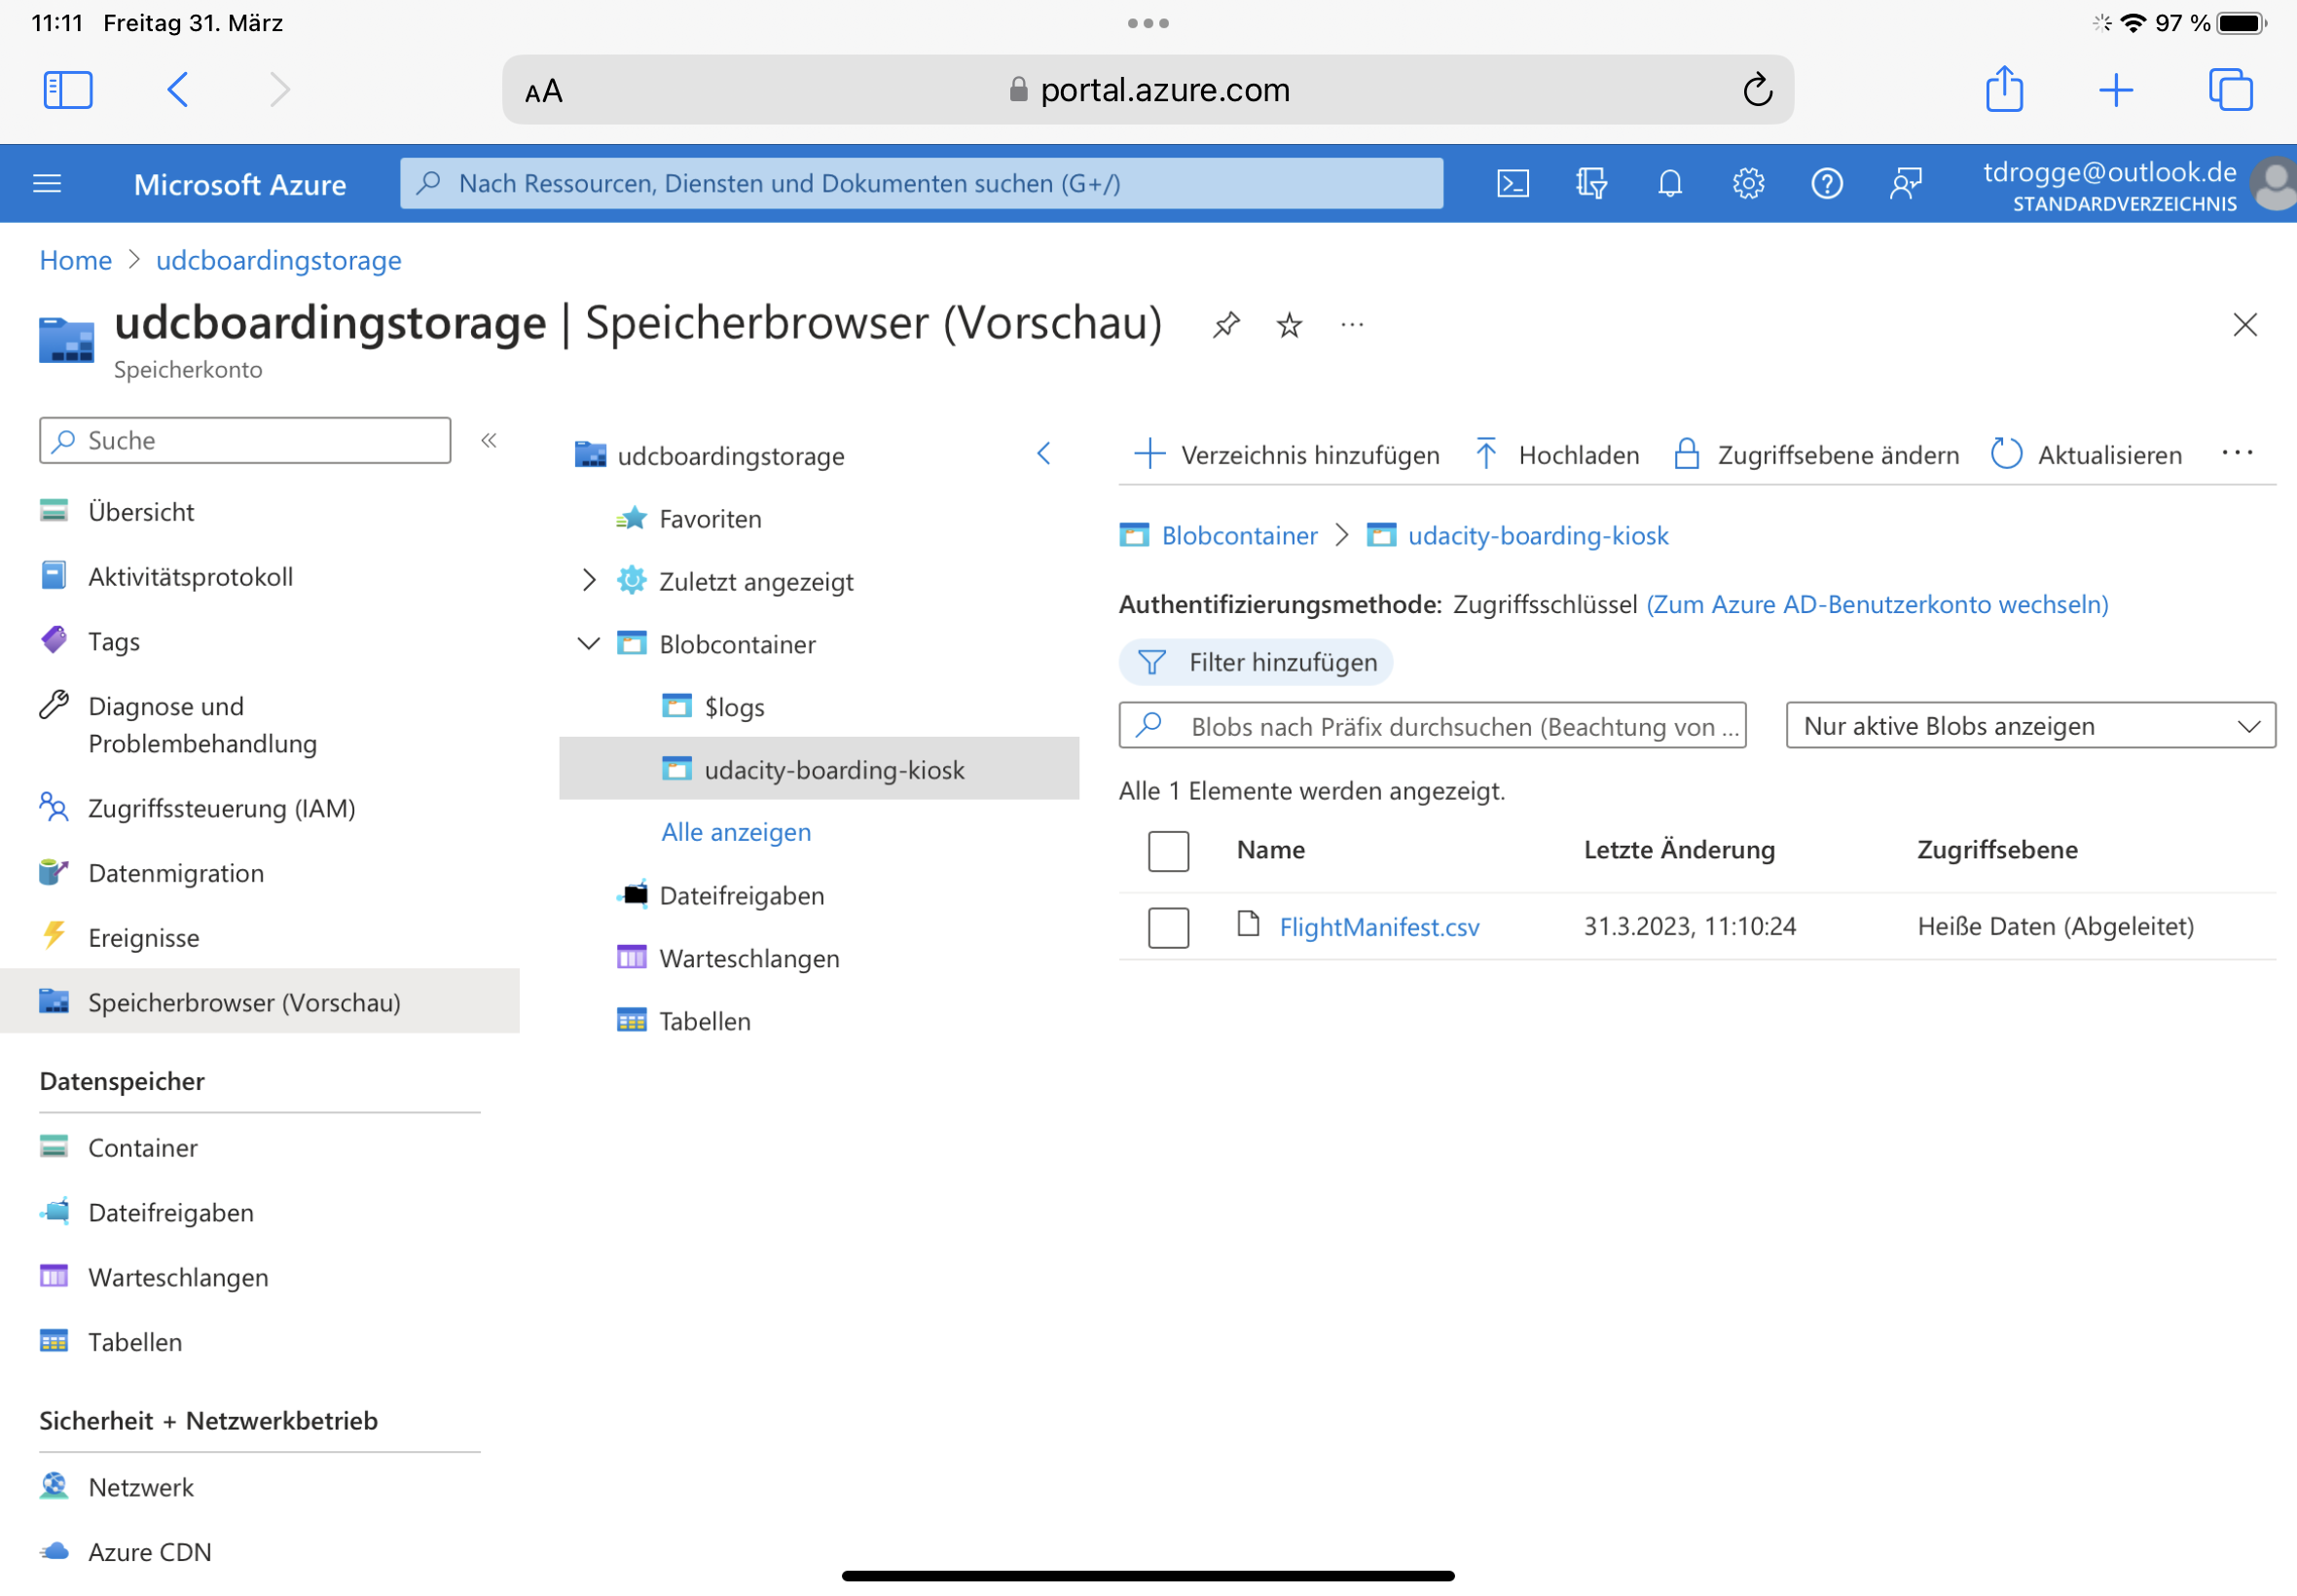 11:11 Freitag 31. März
97 %
AA
portal.azure.com
Microsoft Azure
Nach Ressourcen, Diensten und Dokumenten suchen (G+/)
tdrogge@outlook.de
STANDARDVERZEICHNIS
Home > udcboardingstorage
udcboardingstorage | Speicherbrowser (Vorschau)
Speicherkonto
Suche
Übersicht
Aktivitätsprotokoll
Tags
Diagnose und
Problembehandlung
Zugriffssteuerung (IAM)
Datenmigration
Ereignisse
Speicherbrowser (Vorschau)
Datenspeicher
Container
Dateifreigaben
Warteschlangen
Tabellen
Sicherheit + Netzwerkbetrieb
Netzwerk
Azure CDN
udcboardingstorage
Favoriten
Zuletzt angezeigt
Blobcontainer
$logs
udacity-boarding-kiosk
Alle anzeigen
Dateifreigaben
Warteschlangen
Tabellen
Verzeichnis hinzufügen Hochladen Zugriffsebene ändern Aktualisieren
Blobcontainer > udacity-boarding-kiosk
Authentifizierungsmethode: Zugriffsschlüssel (Zum Azure AD-Benutzerkonto wechseln)
Filter hinzufügen
Blobs nach Präfix durchsuchen (Beachtung von ...
Nur aktive Blobs anzeigen
Alle 1 Elemente werden angezeigt.
Name Letzte Änderung Zugriffsebene
FlightManifest.csv 31.3.2023, 11:10:24 Heiße Daten (Abgeleitet)